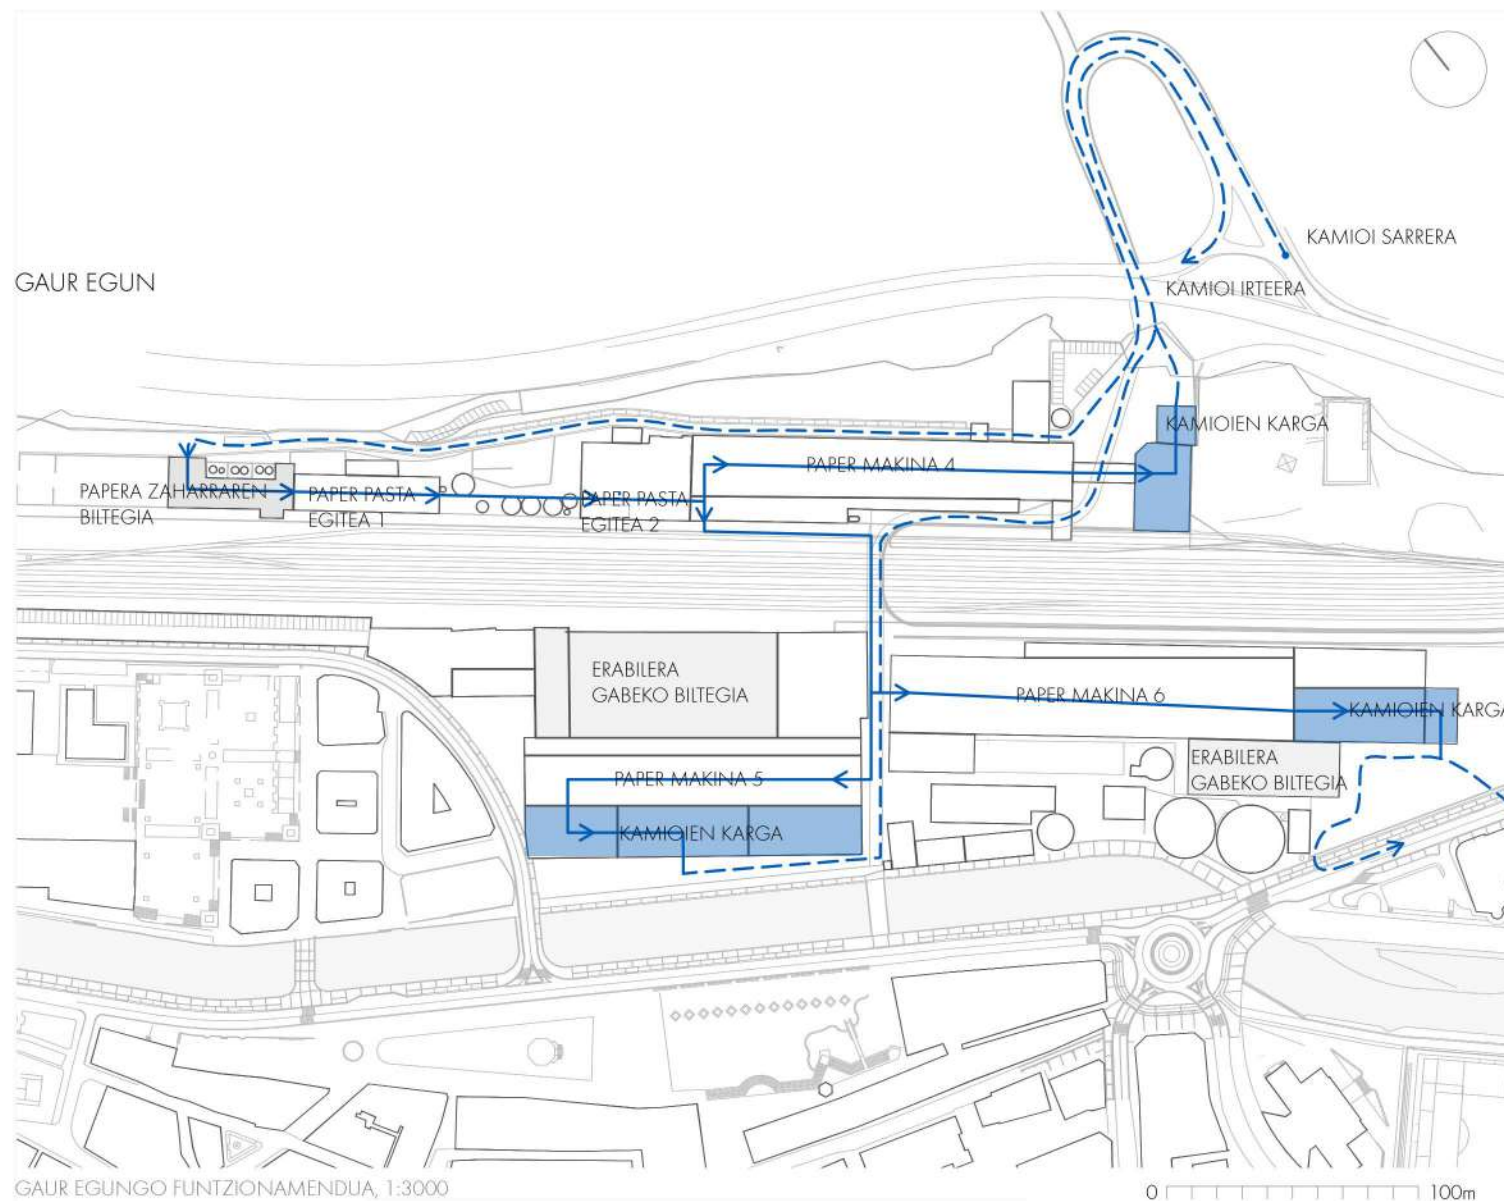 KAMIOI SARRERA
GAUR EGUN
KAMIOI IRTEERA
KAMIOIEN KARGA
PAPER MAKINA 4
PAPERA ZAHARRAREN
BILTEGIA
PAPER PASTA
EGITEA 1
PAPER PASTA
EGITEA 2
ERABILERA
GABEKO BILTEGIA
PAPER MAKINA 6
KAMIOIEN KARGA
ERABILERA
GABEKO BILTEGIA
PAPER MAKINA 5
KAMIOIEN KARGA
GAUR EGUNGO FUNTZIONAMENDUA, 1:3000
0 100m